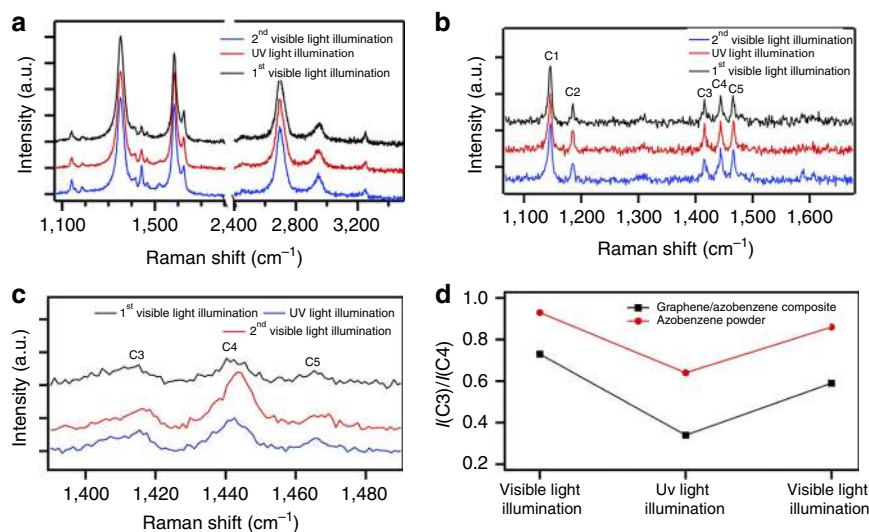 a
2nd visible light illumination
UV light illumination
1st visible light illumination
Intensity (a.u.)
1,100 1,500 2,400 2,800 3,200
Raman shift (cm–1)
b
2nd visible light illumination
UV light illumination
1st visible light illumination
C1
C2
C3 C4 C5
Intensity (a.u.)
1,100 1,200 1,300 1,400 1,500 1,600
Raman shift (cm–1)
c
1st visible light illumination UV light illumination
2nd visible light illumination
C3 C4 C5
Intensity (a.u.)
1,400 1,420 1,440 1,460 1,480
Raman shift (cm–1)
d
Graphene/azobenzene composite
Azobenzene powder
I(C3)/I(C4)
1.0
0.8
0.6
0.4
0.2
Visible light Uv light Visible light
illumination illumination illumination